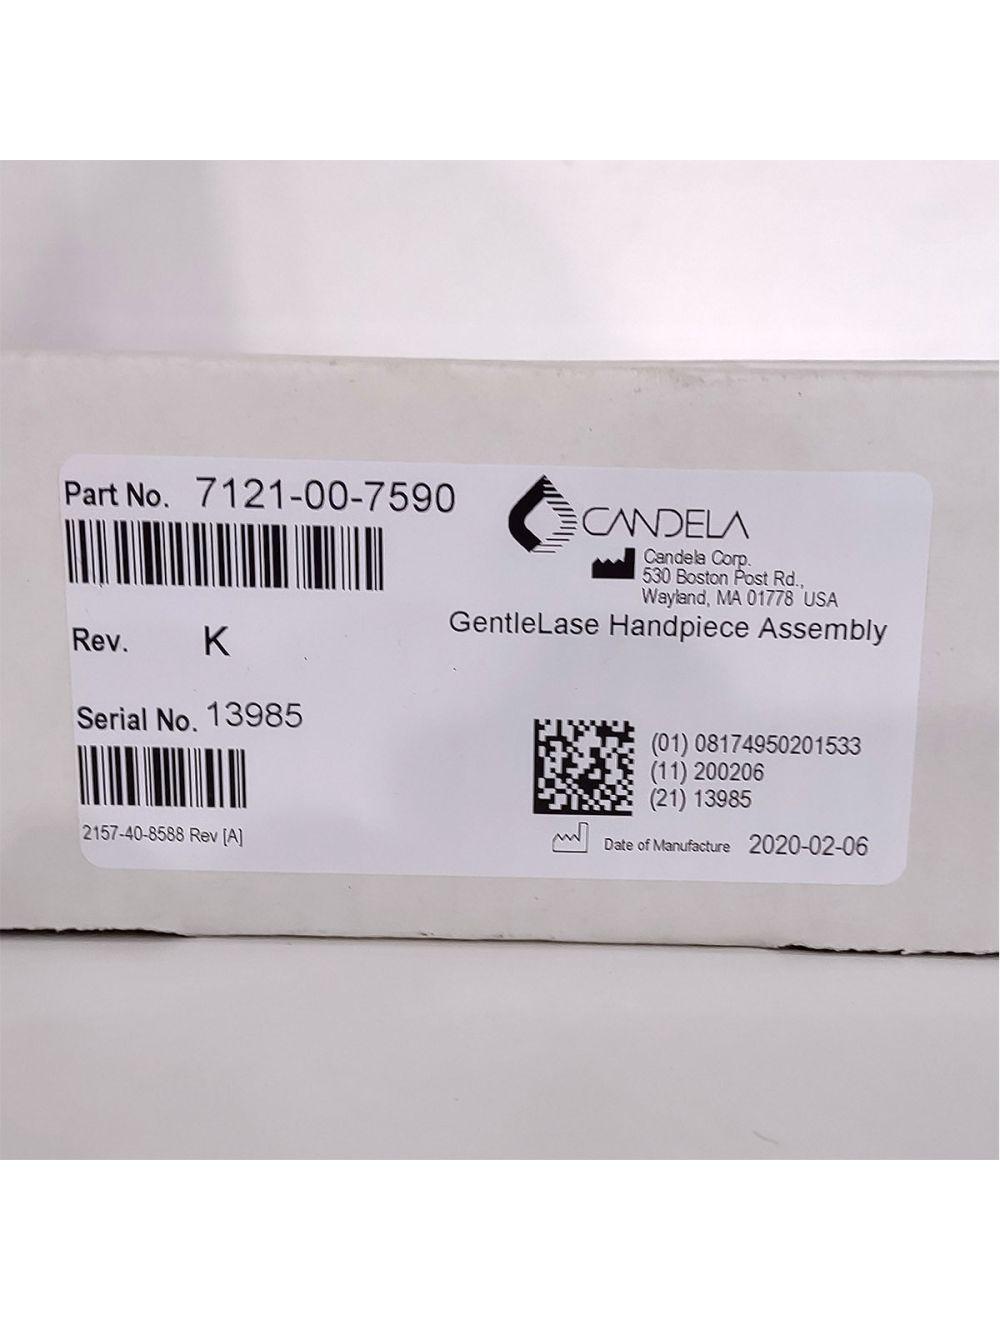 Part No. 7121-00-7590
CANDELA
Candela Corp.
530 Boston Post Rd.,
Wayland, MA 01778 USA
GentleLase Handpiece Assembly
Rev. K
Serial No. 13985
(01) 08174950201533
(11) 200206
(21) 13985
2157-40-8588 Rev [A]
Date of Manufacture 2020-02-06